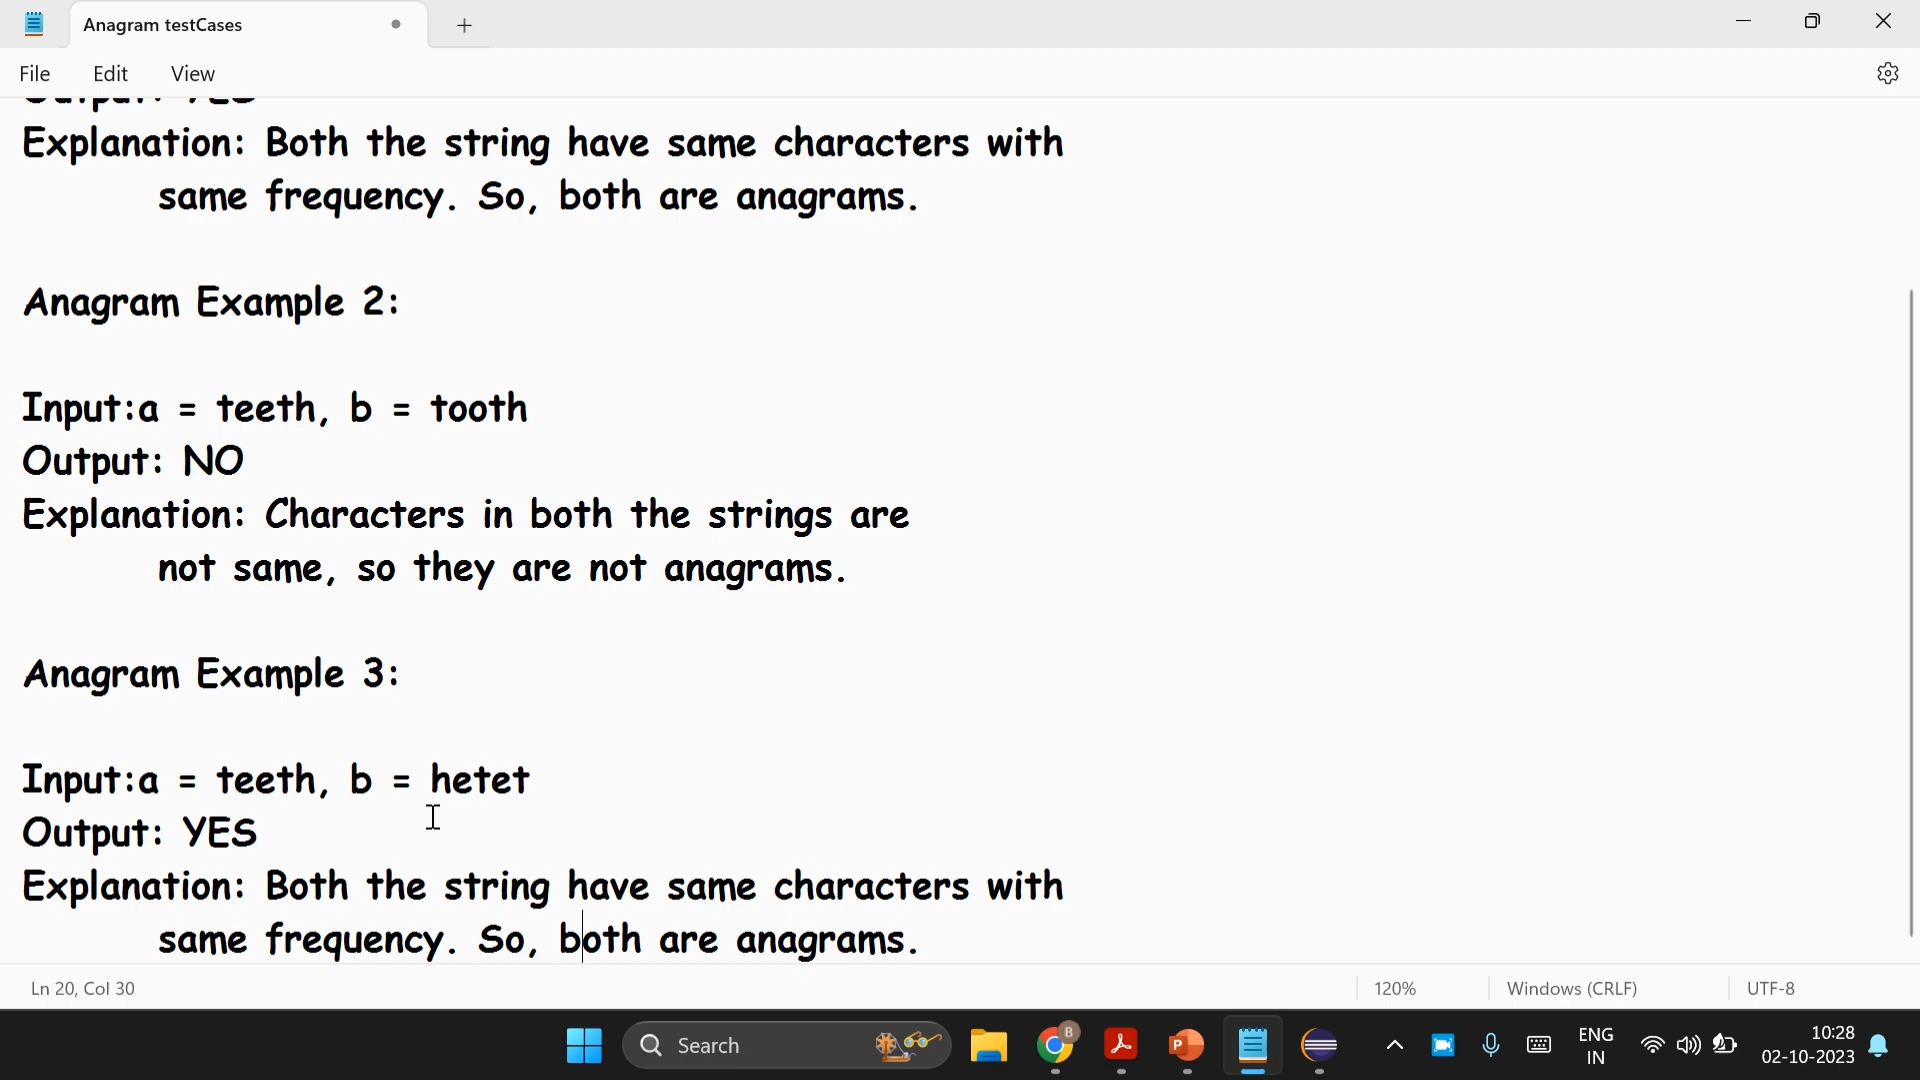 Anagram testCases
File Edit View
Output: YES
Explanation: Both the string have same characters with
same frequency. So, both are anagrams.
Anagram Example 2:
Input:a = teeth, b = tooth
Output: NO
Explanation: Characters in both the strings are
not same, so they are not anagrams.
Anagram Example 3:
Input:a = teeth, b = hetet
Output: YES
Explanation: Both the string have same characters with
same frequency. So, both are anagrams.
Ln 20, Col 30 120% Windows (CRLF) UTF-8
Search B P ENG 10:28
IN 02-10-2023